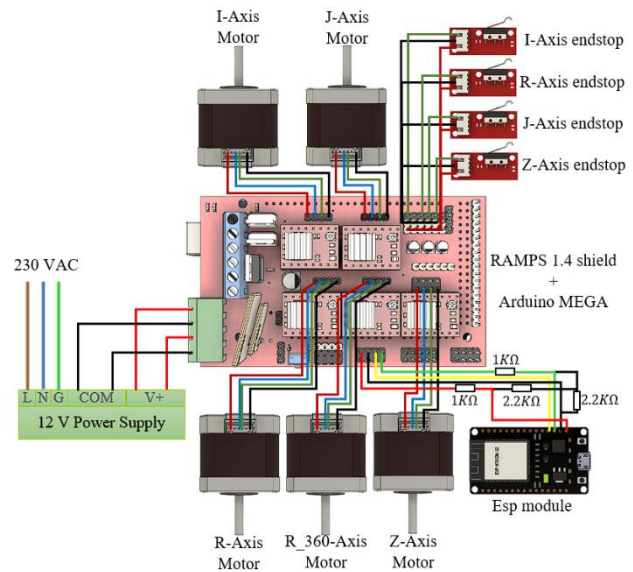 I-Axis
Motor
J-Axis
Motor
I-Axis endstop
R-Axis endstop
J-Axis endstop
Z-Axis endstop
RAMPS 1.4 shield
+
Arduino MEGA
230 VAC
L N G COM V+
12 V Power Supply
1KΩ
1KΩ
2.2KΩ
2.2KΩ
Esp module
R-Axis
Motor
R_360-Axis
Motor
Z-Axis
Motor